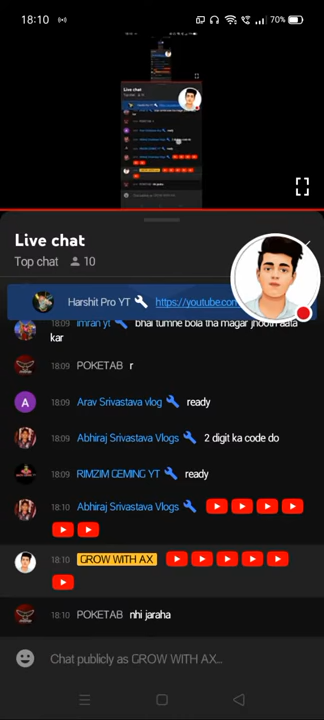 18:10
70%
Live chat
Top chat 10
Harshit Pro YT https://youtube.com
18:09 imran yt bhai tumne bola tha magar jhooth aata
kar
18:09 POKETAB r
18:09 Arav Srivastava vlog ready
A
18:09 Abhiraj Srivastava Vlogs 2 digit ka code do
18:09 RIMZIM GEMING YT ready
18:10 Abhiraj Srivastava Vlogs
18:10 GROW WITH AX
18:10 POKETAB nhi jaraha
Chat publicly as GROW WITH AX...